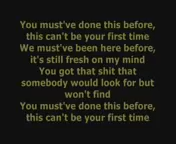 You must've done this before,
this can't be your first time
We must've been here before,
it's still fresh on my mind
You got that shit that
somebody would look for but
won't find
You must've done this before,
this can't be your first time